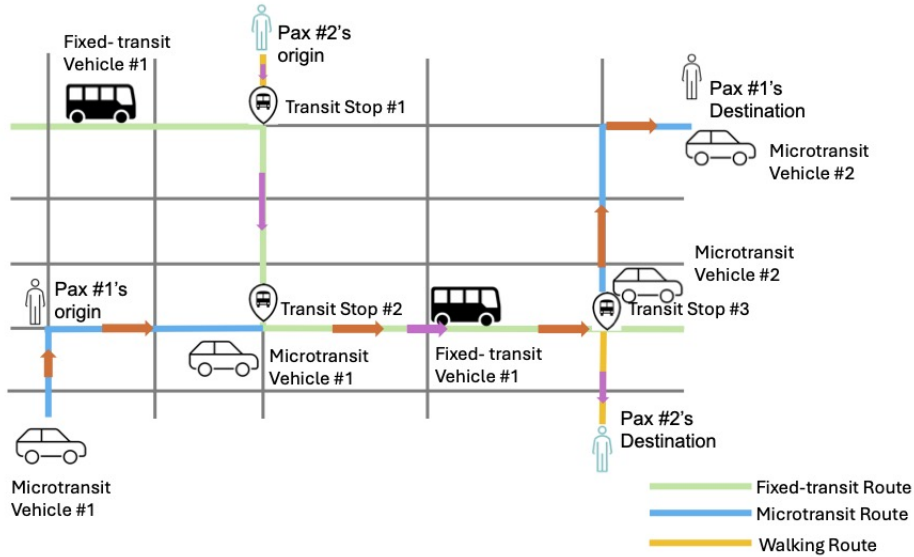 Fixed- transit
Vehicle #1
Pax #2's
origin
Transit Stop #1
Pax #1's
Destination
Microtransit
Vehicle #2
Microtransit
Vehicle #2
Pax #1's
origin
Transit Stop #2
Transit Stop #3
Microtransit
Vehicle #1
Fixed- transit
Vehicle #1
Pax #2's
Destination
Microtransit
Vehicle #1
Fixed-transit Route
Microtransit Route
Walking Route